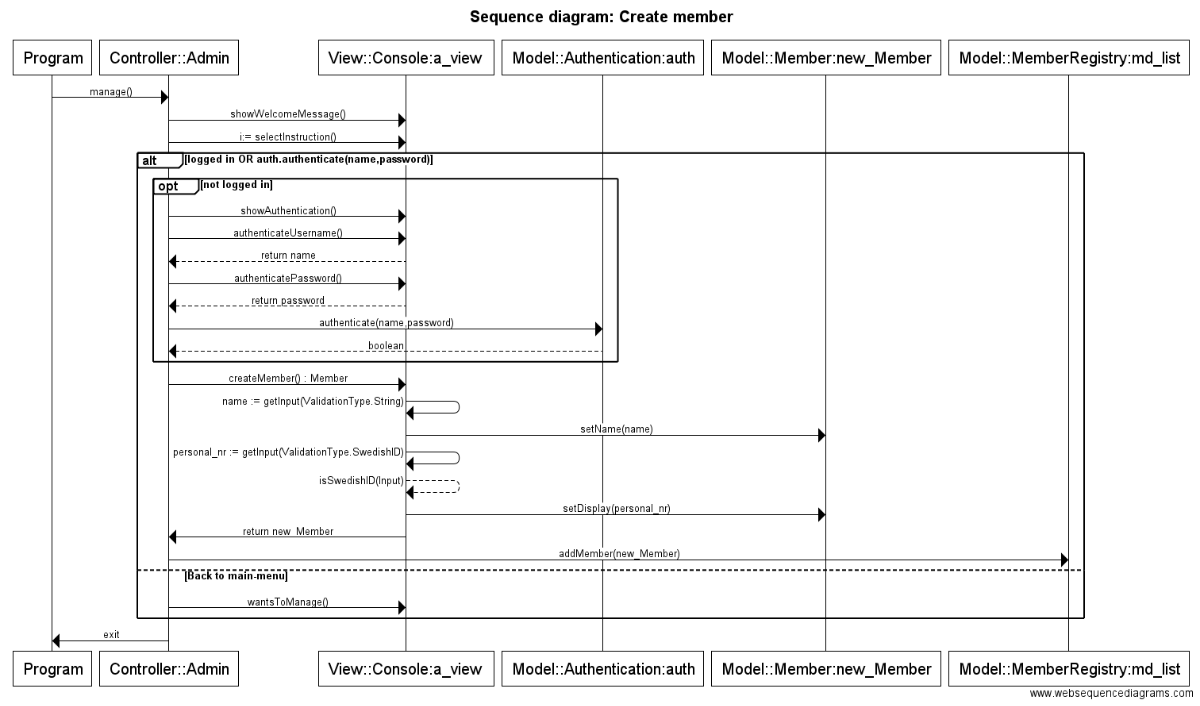 Sequence diagram: Create member
Program Controller::Admin View::Console:a_view Model::Authentication:auth Model::Member:new_Member Model::MemberRegistry:md_list
manage()
showWelcomeMessage()
i:= selectInstruction()
alt [logged in OR auth.authenticate(name,password)]
opt [not logged in]
showAuthentication()
authenticateUsername()
return name
authenticatePassword()
return password
authenticate(name,password)
boolean
createMember() : Member
name := getInput(ValidationType.String)
setName(name)
personal_nr := getInput(ValidationType.SwedishID)
isSwedishID(Input)
setDisplay(personal_nr)
return new_Member
addMember(new_Member)
[Back to main-menu]
wantsToManage()
exit
Program Controller::Admin View::Console:a_view Model::Authentication:auth Model::Member:new_Member Model::MemberRegistry:md_list
www.websequencediagrams.com